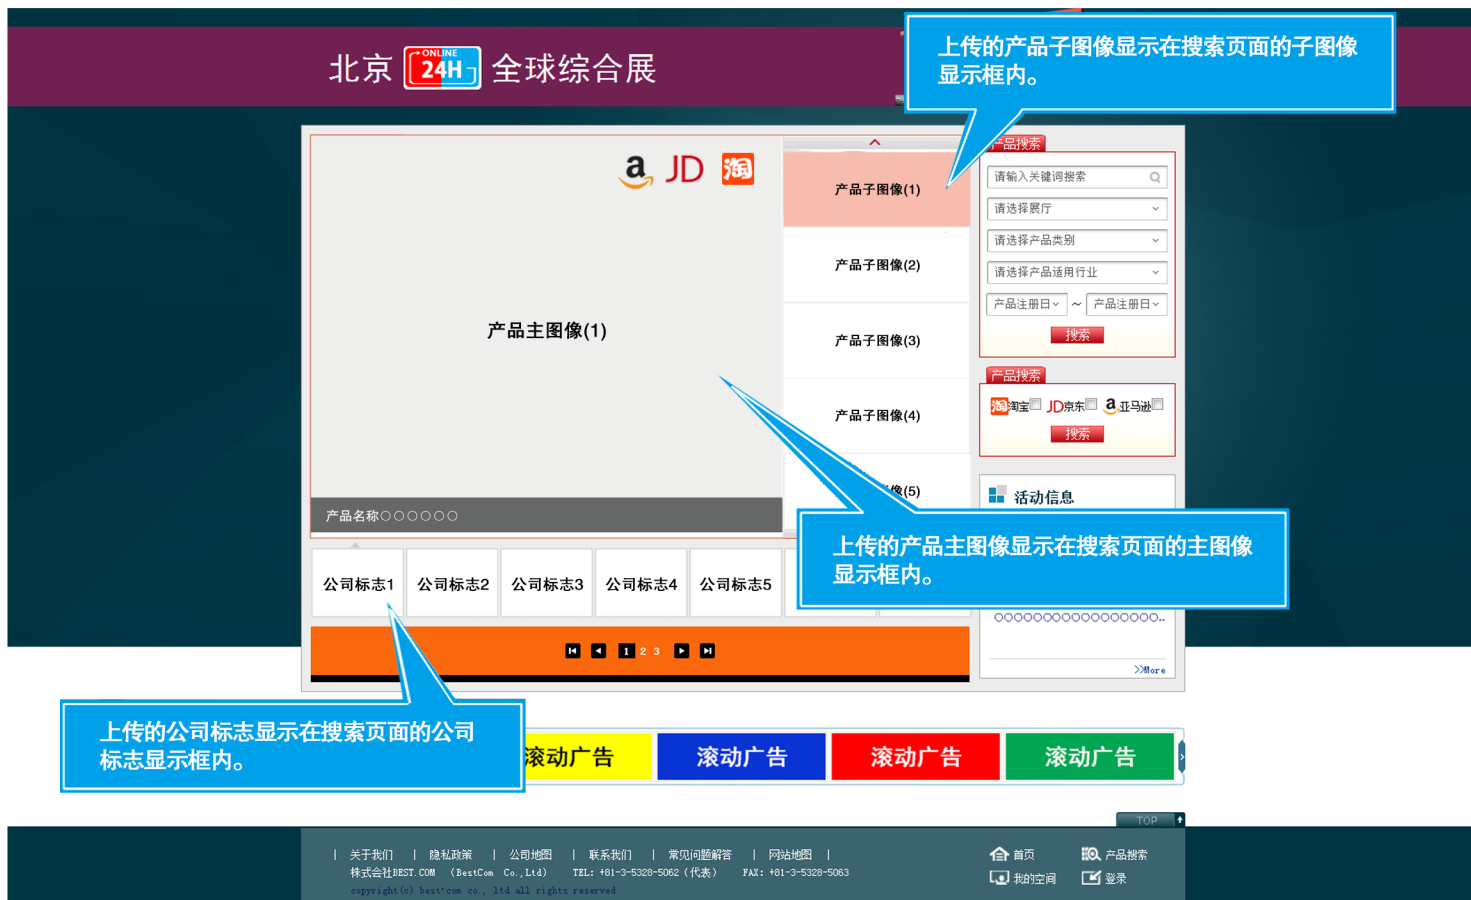 北京 ONLINE 24H 全球综合展
上传的产品子图像显示在搜索页面的子图像
显示框内。
a JD 淘
产品主图像(1)
产品名称○○○○○○
产品子图像(1)
产品子图像(2)
产品子图像(3)
产品子图像(4)
像(5)
产品搜索
请输入关键词搜索
请选择展厅
请选择产品类别
请选择产品适用行业
产品注册日 ~ 产品注册日
搜索
产品搜索
淘 淘宝 JD京东 a 亚马逊
搜索
活动信息
上传的产品主图像显示在搜索页面的主图像
显示框内。
○○○○○○○○○○○○○○○..
>>More
公司标志1 公司标志2 公司标志3 公司标志4 公司标志5
1 2 3
上传的公司标志显示在搜索页面的公司
标志显示框内。
滚动广告 滚动广告 滚动广告 滚动广告
TOP
| 关于我们 | 隐私政策 | 公司地图 | 联系我们 | 常见问题解答 | 网站地图 |
株式会社BEST.COM （BestCom Co.,Ltd） TEL: +81-3-5328-5062（代表） FAX: +81-3-5328-5063
copyright(c) best-com co., ltd all rights reserved
首页 产品搜索
我的空间 登录